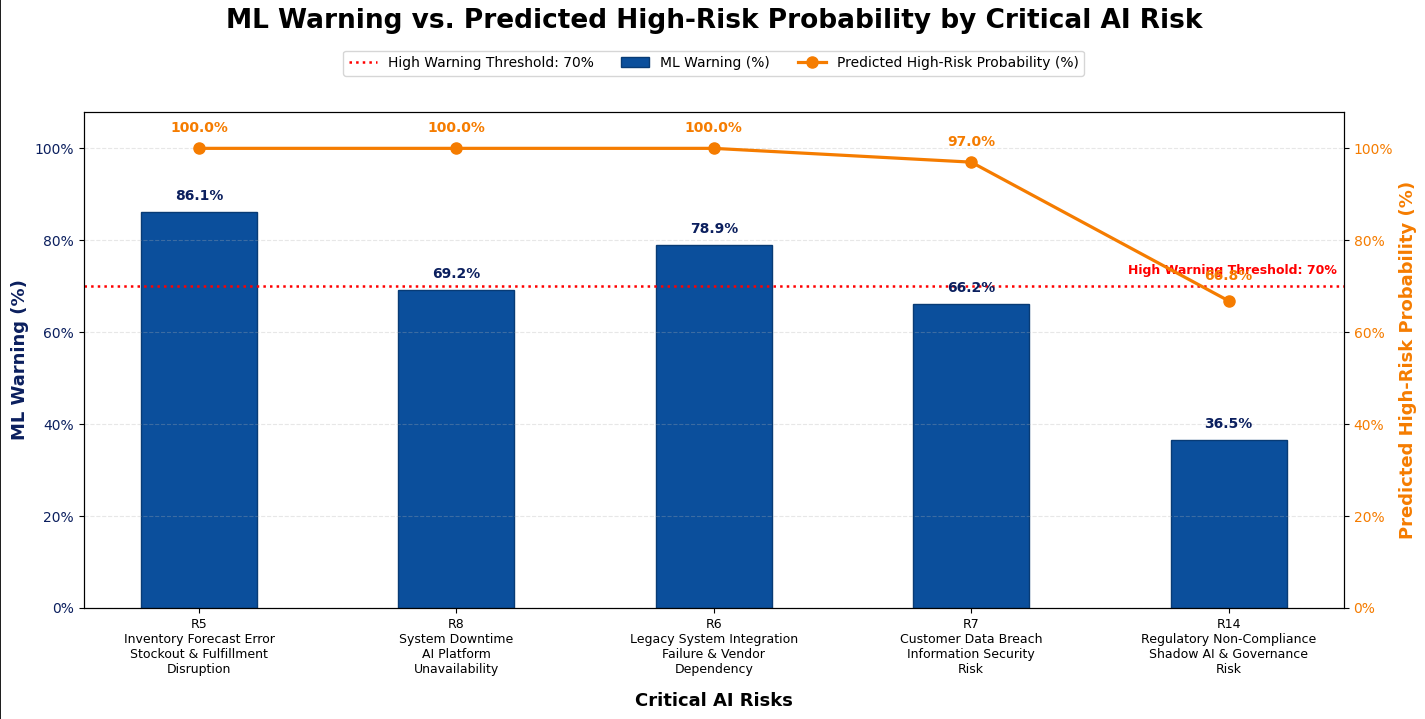 ML Warning vs. Predicted High-Risk Probability by Critical AI Risk
High Warning Threshold: 70%
ML Warning (%)
Predicted High-Risk Probability (%)
100.0%
100.0%
100.0%
97.0%
66.8%
86.1%
69.2%
78.9%
66.2%
36.5%
High Warning Threshold: 70%
ML Warning (%)
100%
80%
60%
40%
20%
0%
100%
80%
60%
40%
20%
0%
Predicted High-Risk Probability (%)
R5
Inventory Forecast Error
Stockout & Fulfillment
Disruption
R8
System Downtime
AI Platform
Unavailability
R6
Legacy System Integration
Failure & Vendor
Dependency
R7
Customer Data Breach
Information Security
Risk
R14
Regulatory Non-Compliance
Shadow AI & Governance
Risk
Critical AI Risks